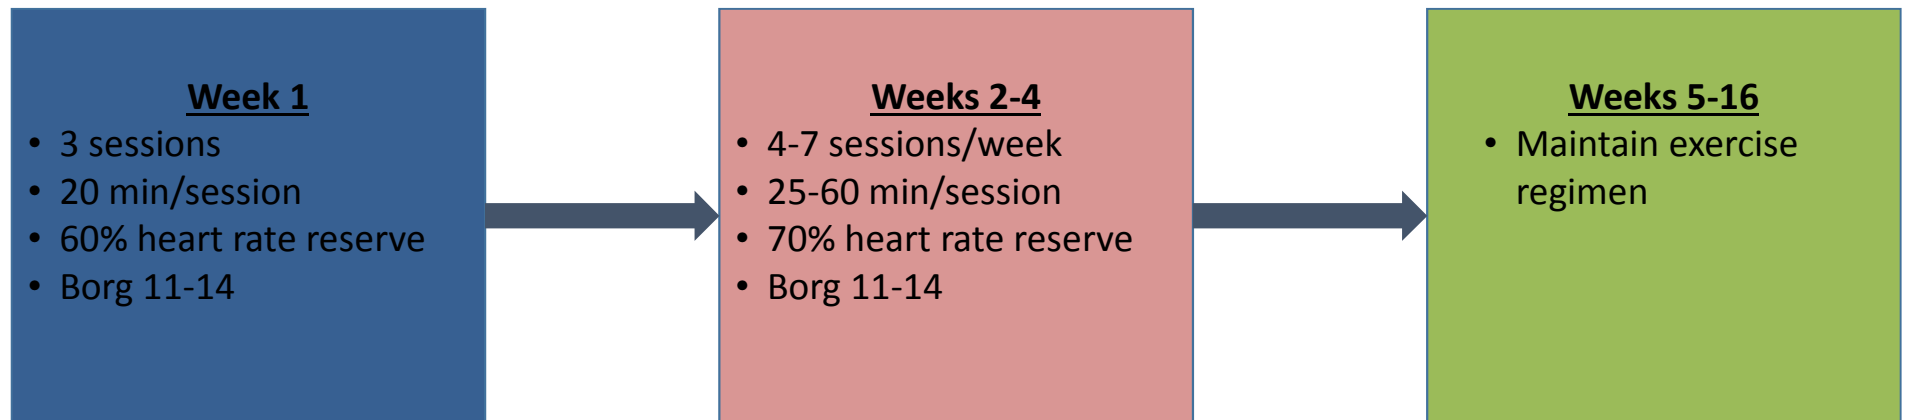 Week 1
• 3 sessions
• 20 min/session
• 60% heart rate reserve
• Borg 11-14
Weeks 2-4
• 4-7 sessions/week
• 25-60 min/session
• 70% heart rate reserve
• Borg 11-14
Weeks 5-16
• Maintain exercise
regimen